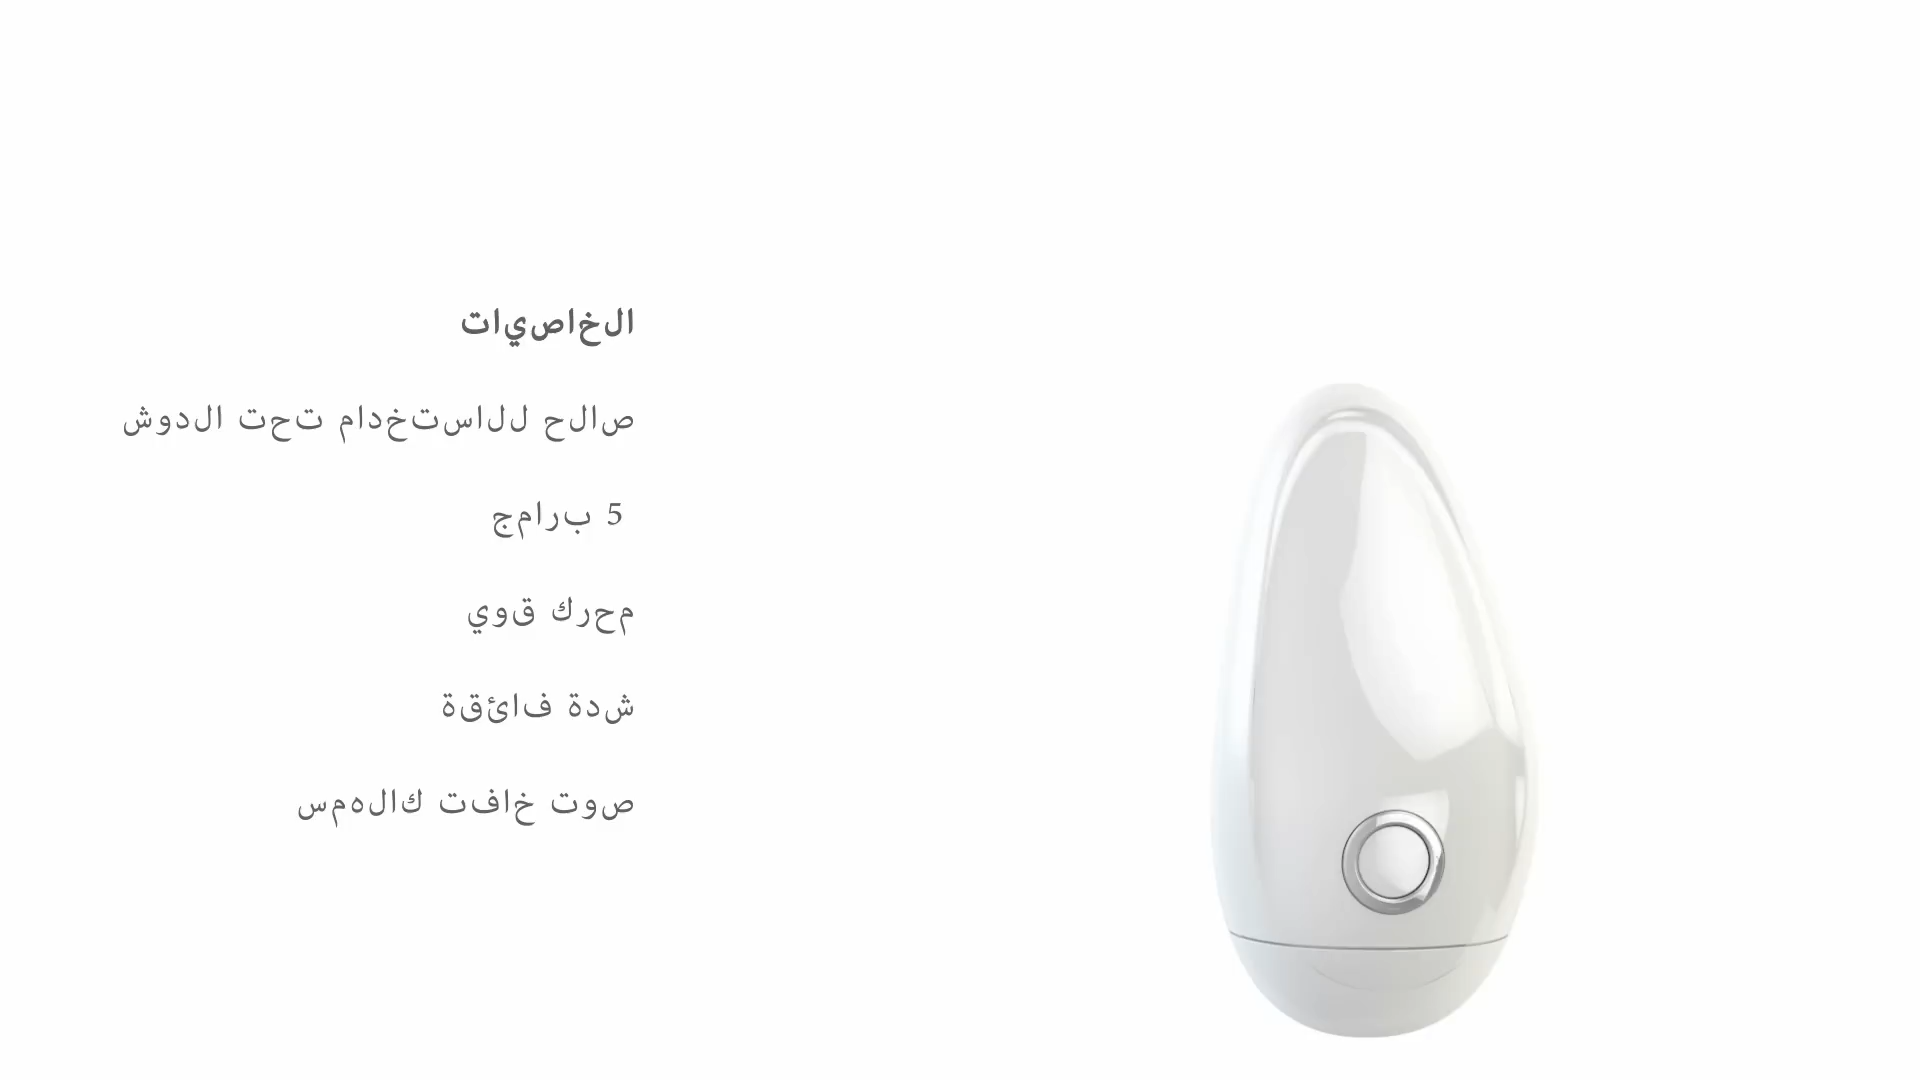 الخاصيات
صالح للاستخدام تحت الدوش
5 برامج
محرك قوي
شدة فائقة
صوت خافت كالهمس